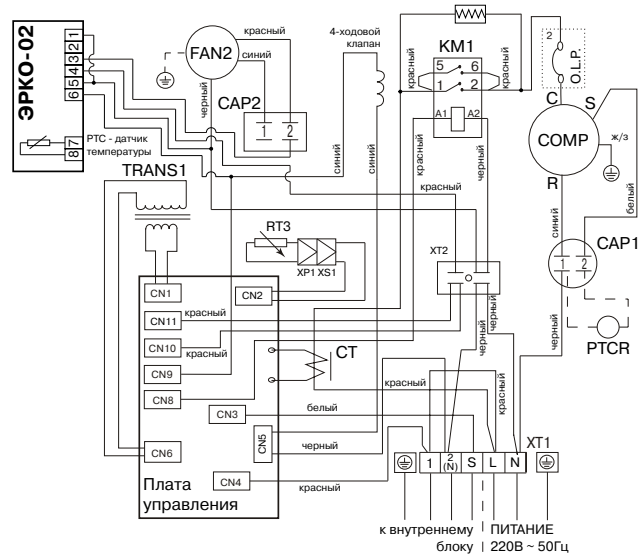 ЭРКО-02
1
2
3
4
5
6
7
8
РТС - датчик
температуры
FAN2
красный
синий
черный
CAP2
1 2
4-ходовой
клапан
синий
синий
KM1
красный
5 6
1 2
красный
A1 A2
красный
черный
2
O.L.P.
C S
COMP
ж/з
R
белый
синий
CAP1
1 2
черный
PTCR
TRANS1
RT3
XP1 XS1
красный
XT2
черный
черный
CN1
CN2
CN11
красный
CN10
красный
CN9
CN8
CT
CN3
белый
CN5
черный
CN6
CN4
красный
красный
красный
Плата
управления
XT1
1 2 (N) S L N
к внутреннему
блоку
ПИТАНИЕ
220В ~ 50Гц